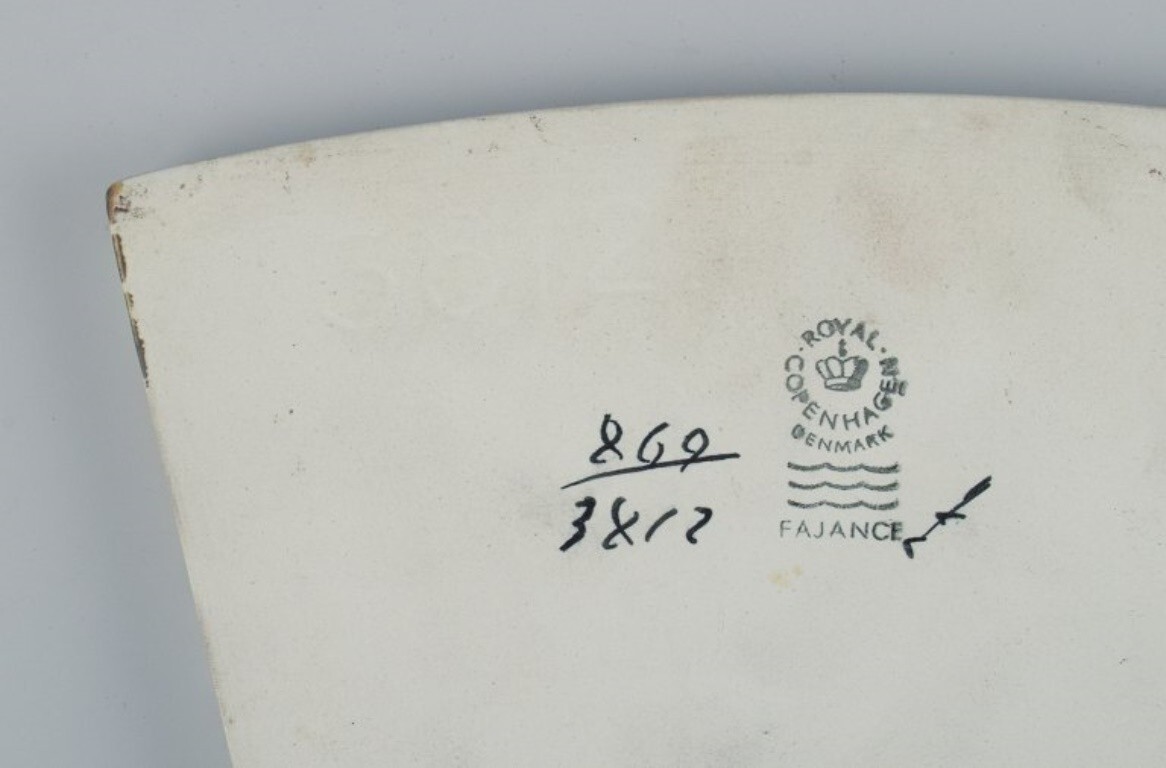 · ROYAL ·
COPENHAGEN
DENMARK
869
3812
FAJANCE